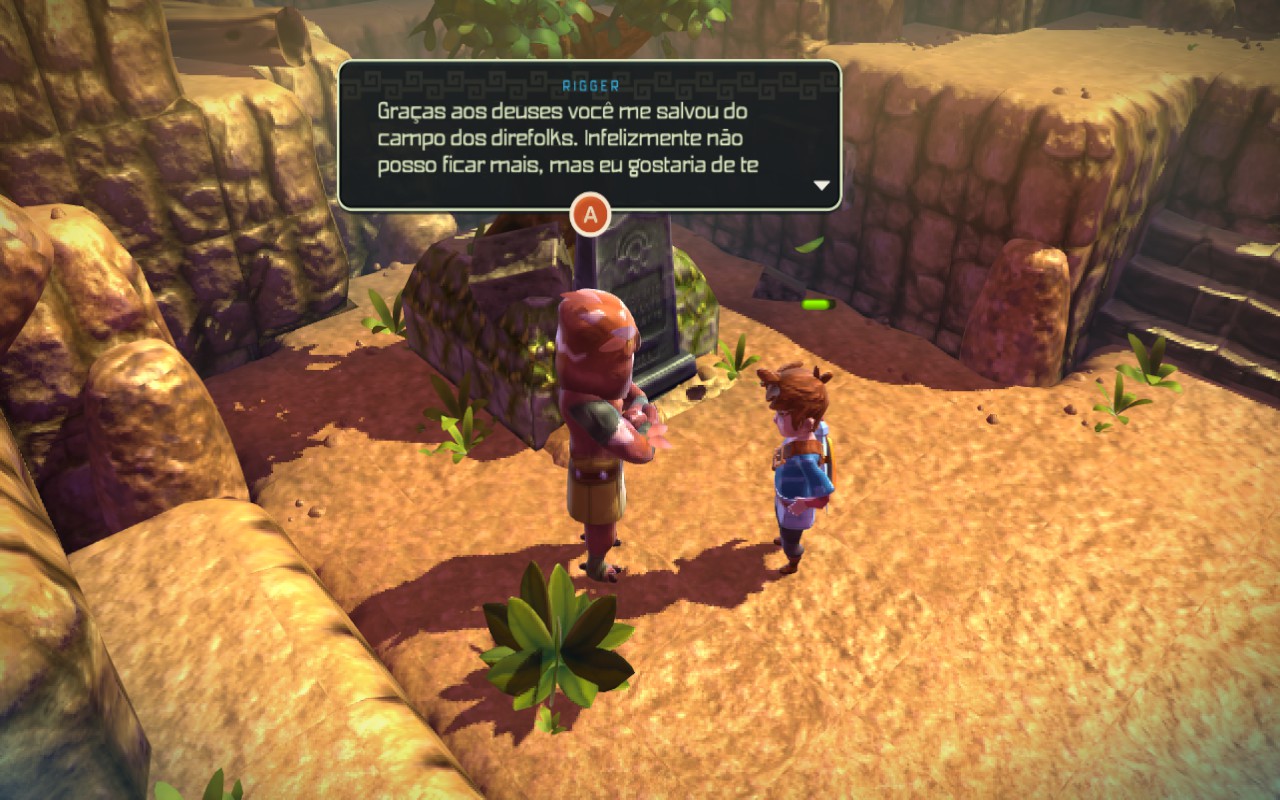 RIGGER
Graças aos deuses você me salvou do
campo dos direfolks. Infelizmente não
posso ficar mais, mas eu gostaria de te
A